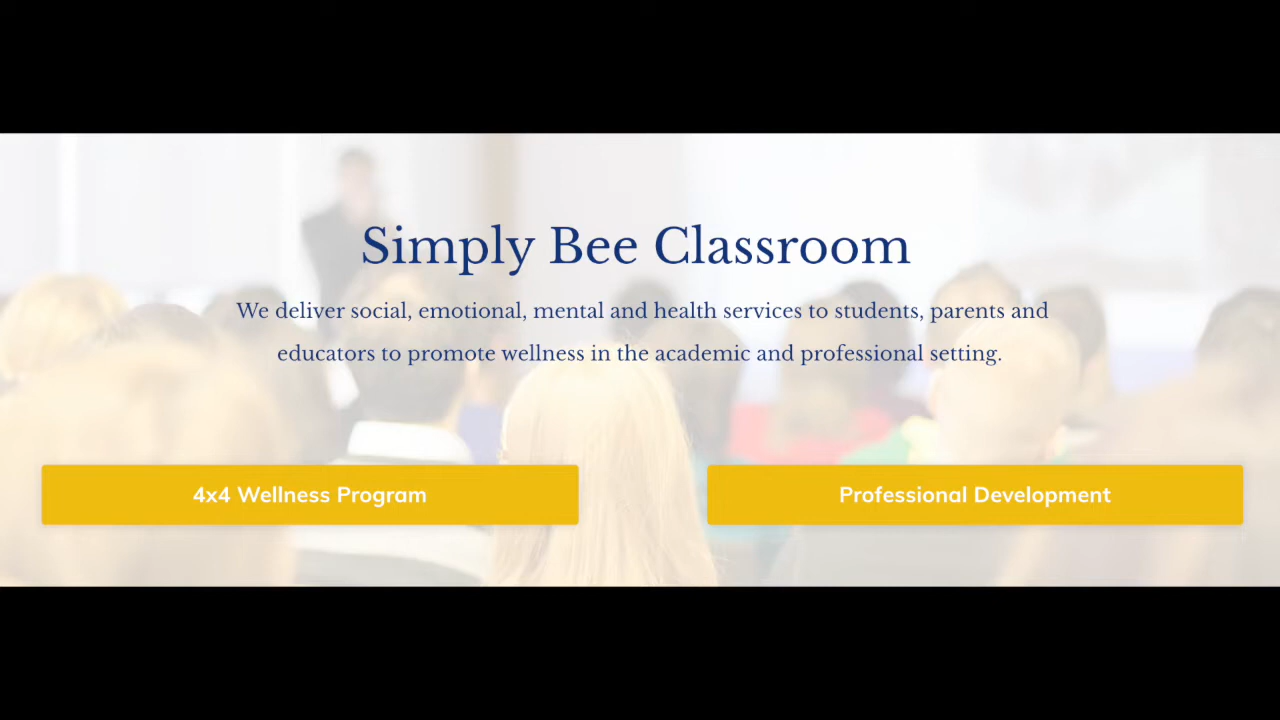 Simply Bee Classroom
We deliver social, emotional, mental and health services to students, parents and
educators to promote wellness in the academic and professional setting.
4x4 Wellness Program
Professional Development